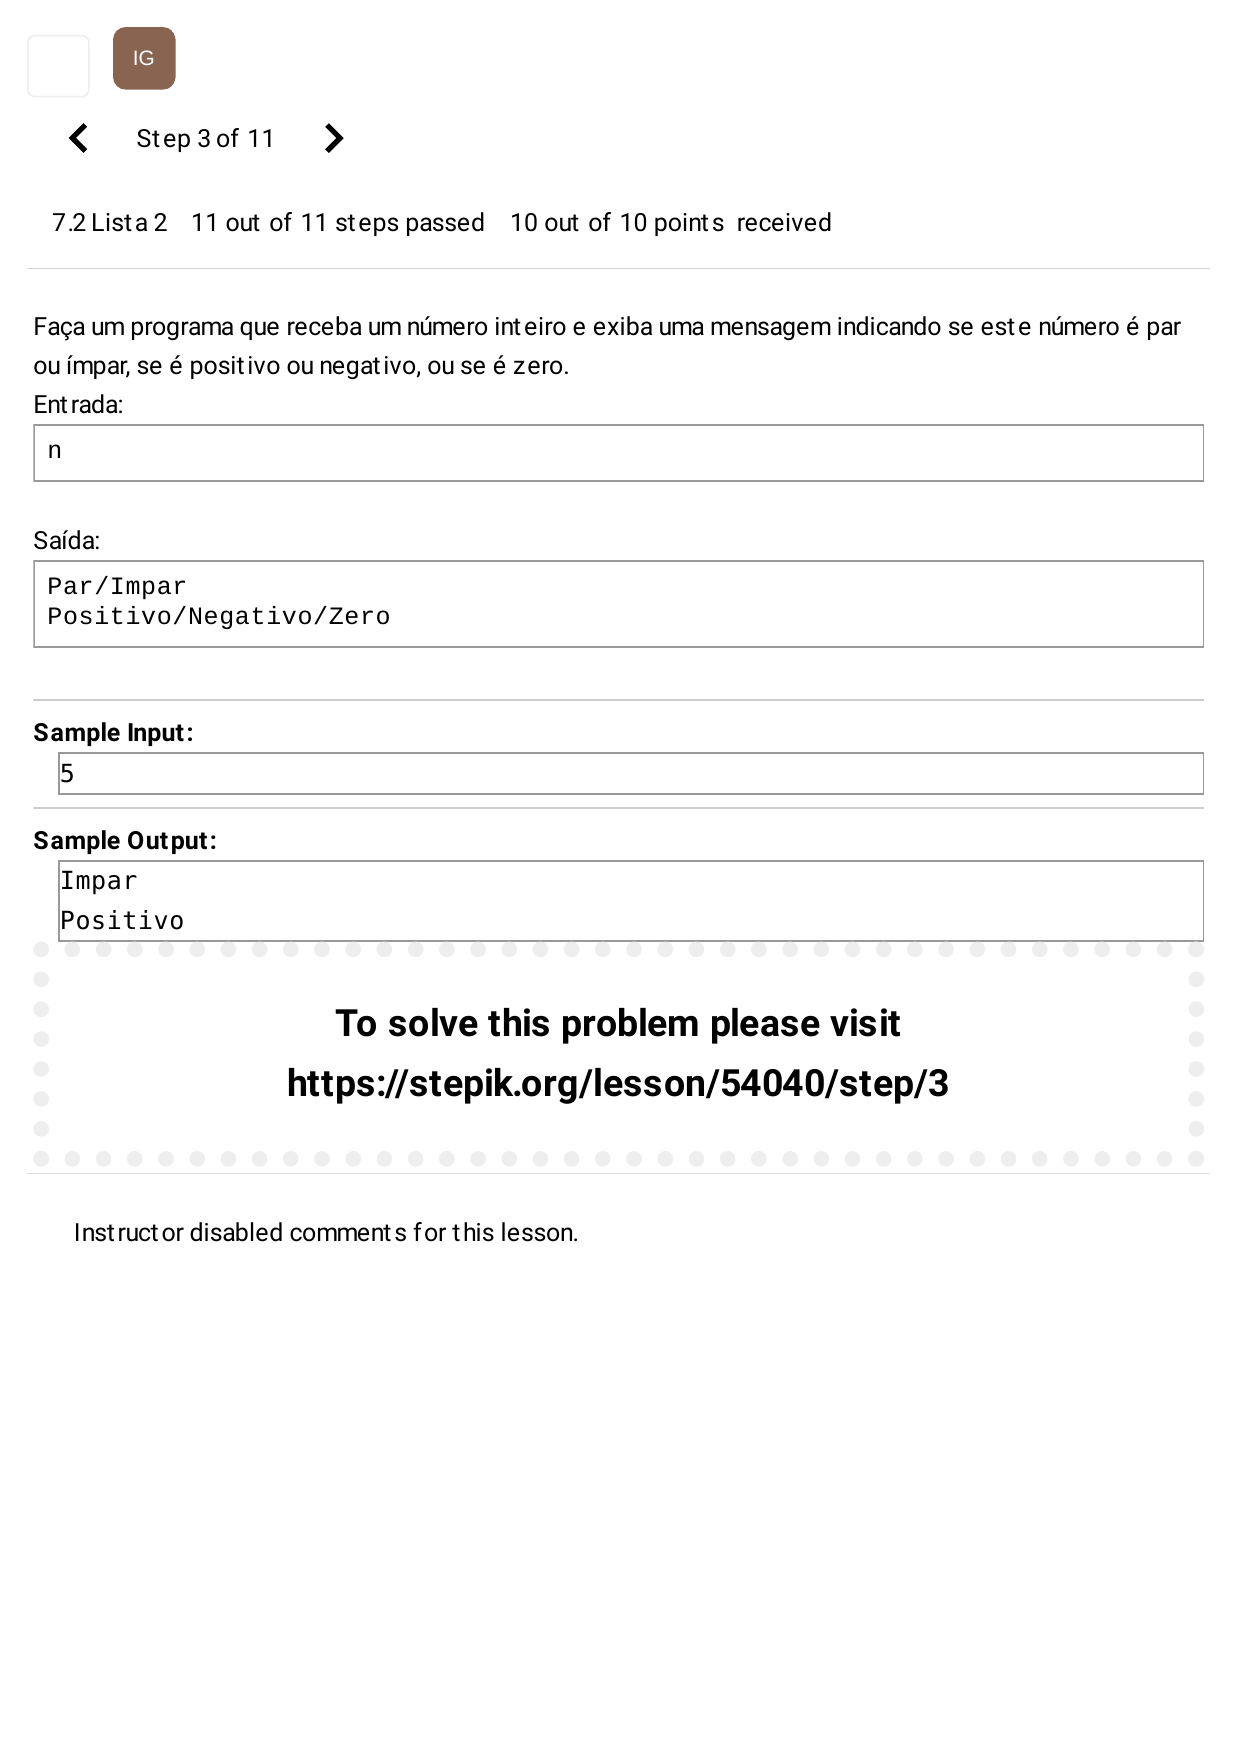 IG
Step 3 of 11
7.2 Lista 2 11 out of 11 steps passed 10 out of 10 points received
Faça um programa que receba um número inteiro e exiba uma mensagem indicando se este número é par
ou ímpar, se é positivo ou negativo, ou se é zero.
Entrada:
n
Saída:
Par/Impar
Positivo/Negativo/Zero
Sample Input:
5
Sample Output:
Impar
Positivo
To solve this problem please visit
https://stepik.org/lesson/54040/step/3
Instructor disabled comments for this lesson.